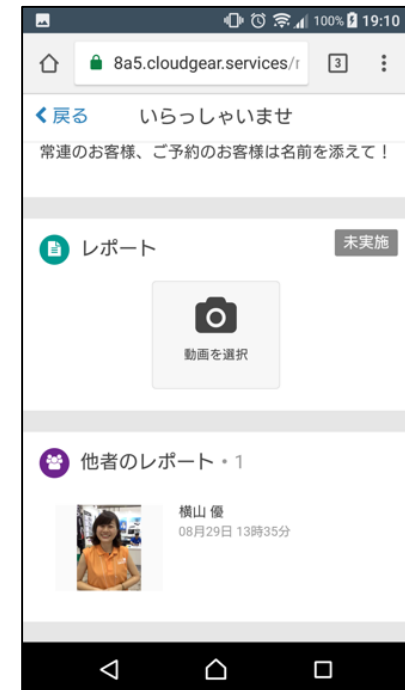 100% 19:10
8a5.cloudgear.services/r 3
戻る いらっしゃいませ
常連のお客様、ご予約のお客様は名前を添えて！
レポート 未実施
動画を選択
他者のレポート・1
横山 優
08月29日 13時35分